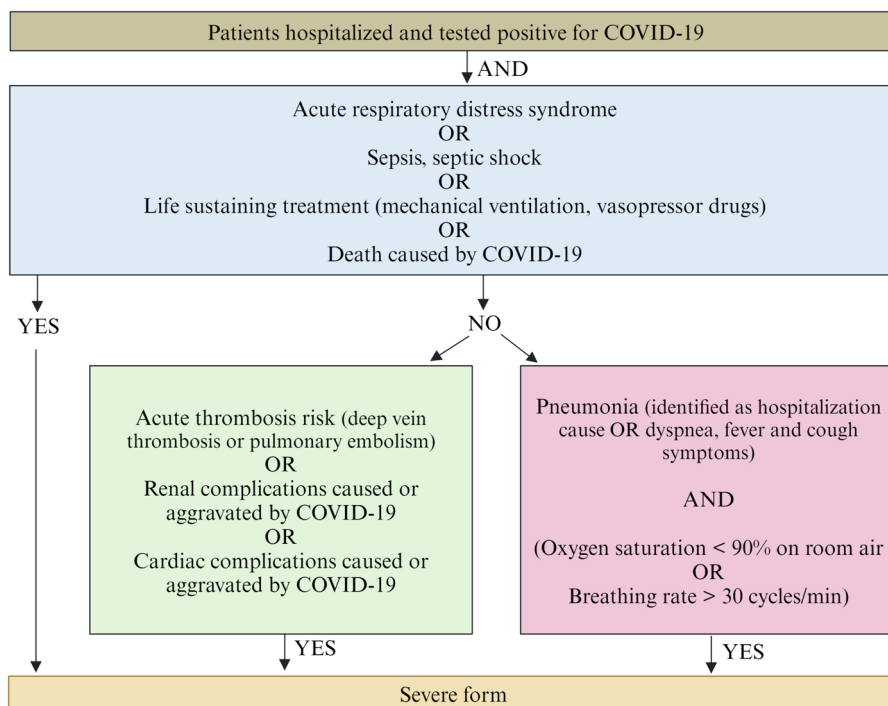 Patients hospitalized and tested positive for COVID-19
AND
Acute respiratory distress syndrome
OR
Sepsis, septic shock
OR
Life sustaining treatment (mechanical ventilation, vasopressor drugs)
OR
Death caused by COVID-19
YES
NO
Acute thrombosis risk (deep vein
thrombosis or pulmonary embolism)
OR
Renal complications caused or
aggravated by COVID-19
OR
Cardiac complications caused or
aggravated by COVID-19
Pneumonia (identified as hospitalization
cause OR dyspnea, fever and cough
symptoms)
AND
(Oxygen saturation < 90% on room air
OR
Breathing rate > 30 cycles/min)
YES
YES
Severe form